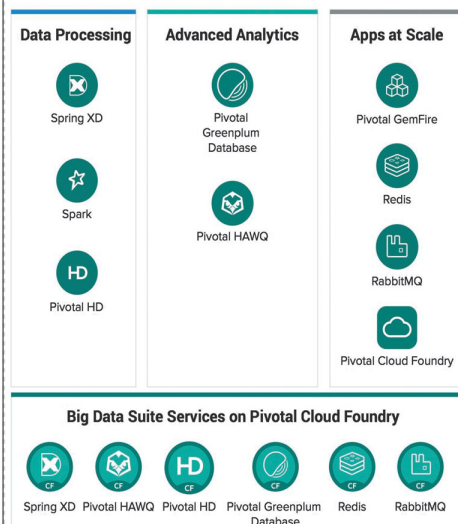 Data Processing
Spring XD
Spark
HD
Pivotal HD
Advanced Analytics
Pivotal
Greenplum
Database
Pivotal HAWQ
Apps at Scale
Pivotal GemFire
Redis
RabbitMQ
Pivotal Cloud Foundry
Big Data Suite Services on Pivotal Cloud Foundry
HD
CF CF CF CF CF CF
Spring XD Pivotal HAWQ Pivotal HD Pivotal Greenplum Redis RabbitMQ
Database